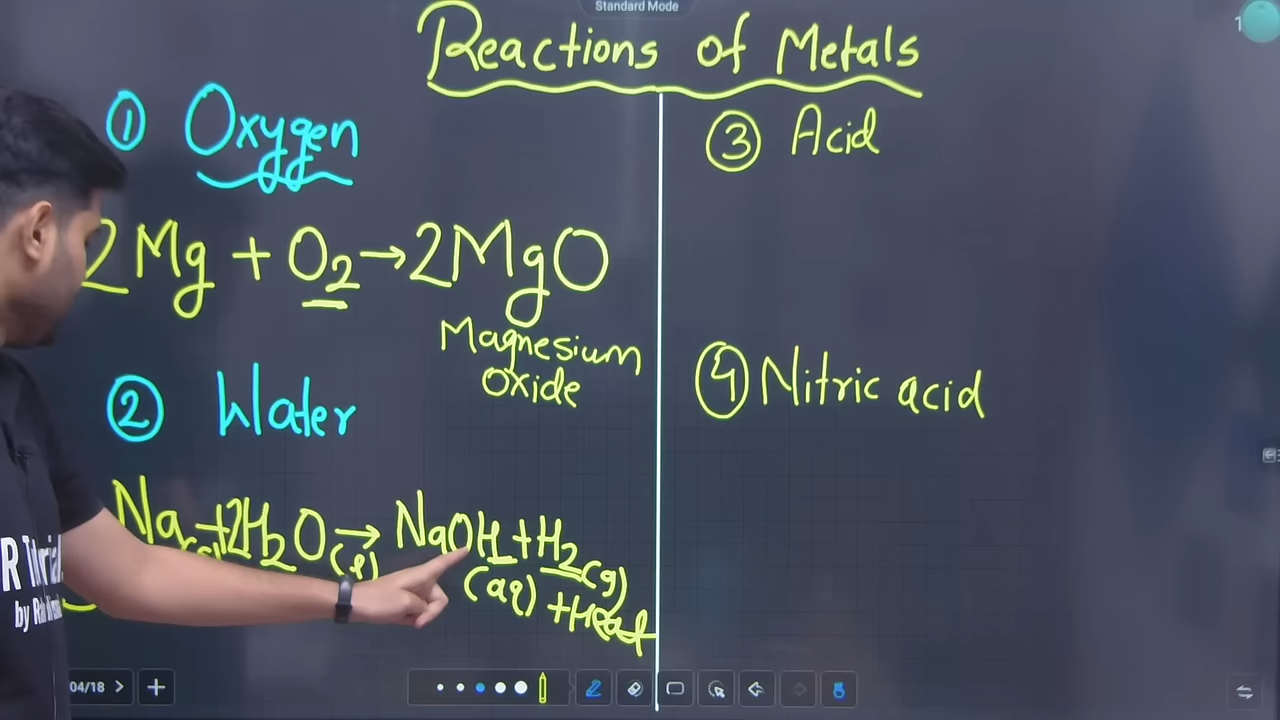 Standard Mode
Reactions of Metals
① Oxygen
2Mg + O₂ → 2MgO
Magnesium
Oxide
② Water
Na + 2H₂O (l) → NaOH + H₂ (g)
(aq) + Heat
③ Acid
④ Nitric acid
04/18